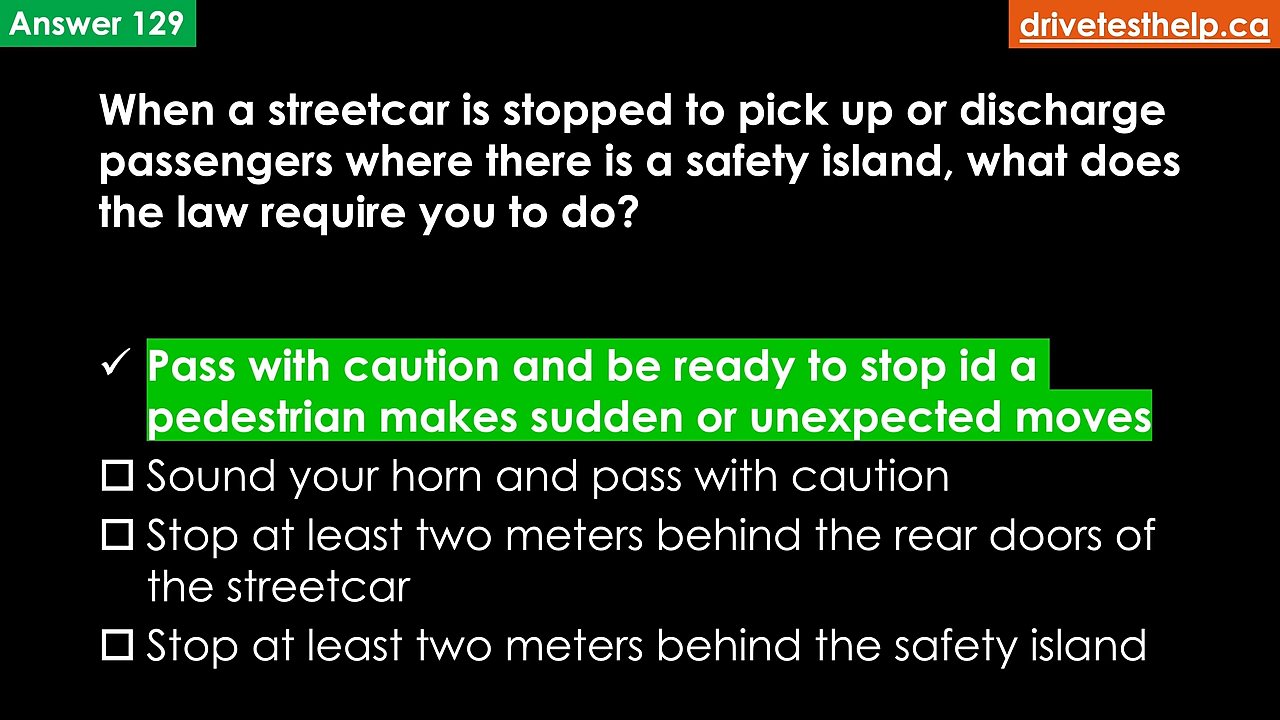 Answer 129
drivetesthelp.ca
When a streetcar is stopped to pick up or discharge
passengers where there is a safety island, what does
the law require you to do?
✓ Pass with caution and be ready to stop id a
pedestrian makes sudden or unexpected moves
☐ Sound your horn and pass with caution
☐ Stop at least two meters behind the rear doors of
the streetcar
☐ Stop at least two meters behind the safety island